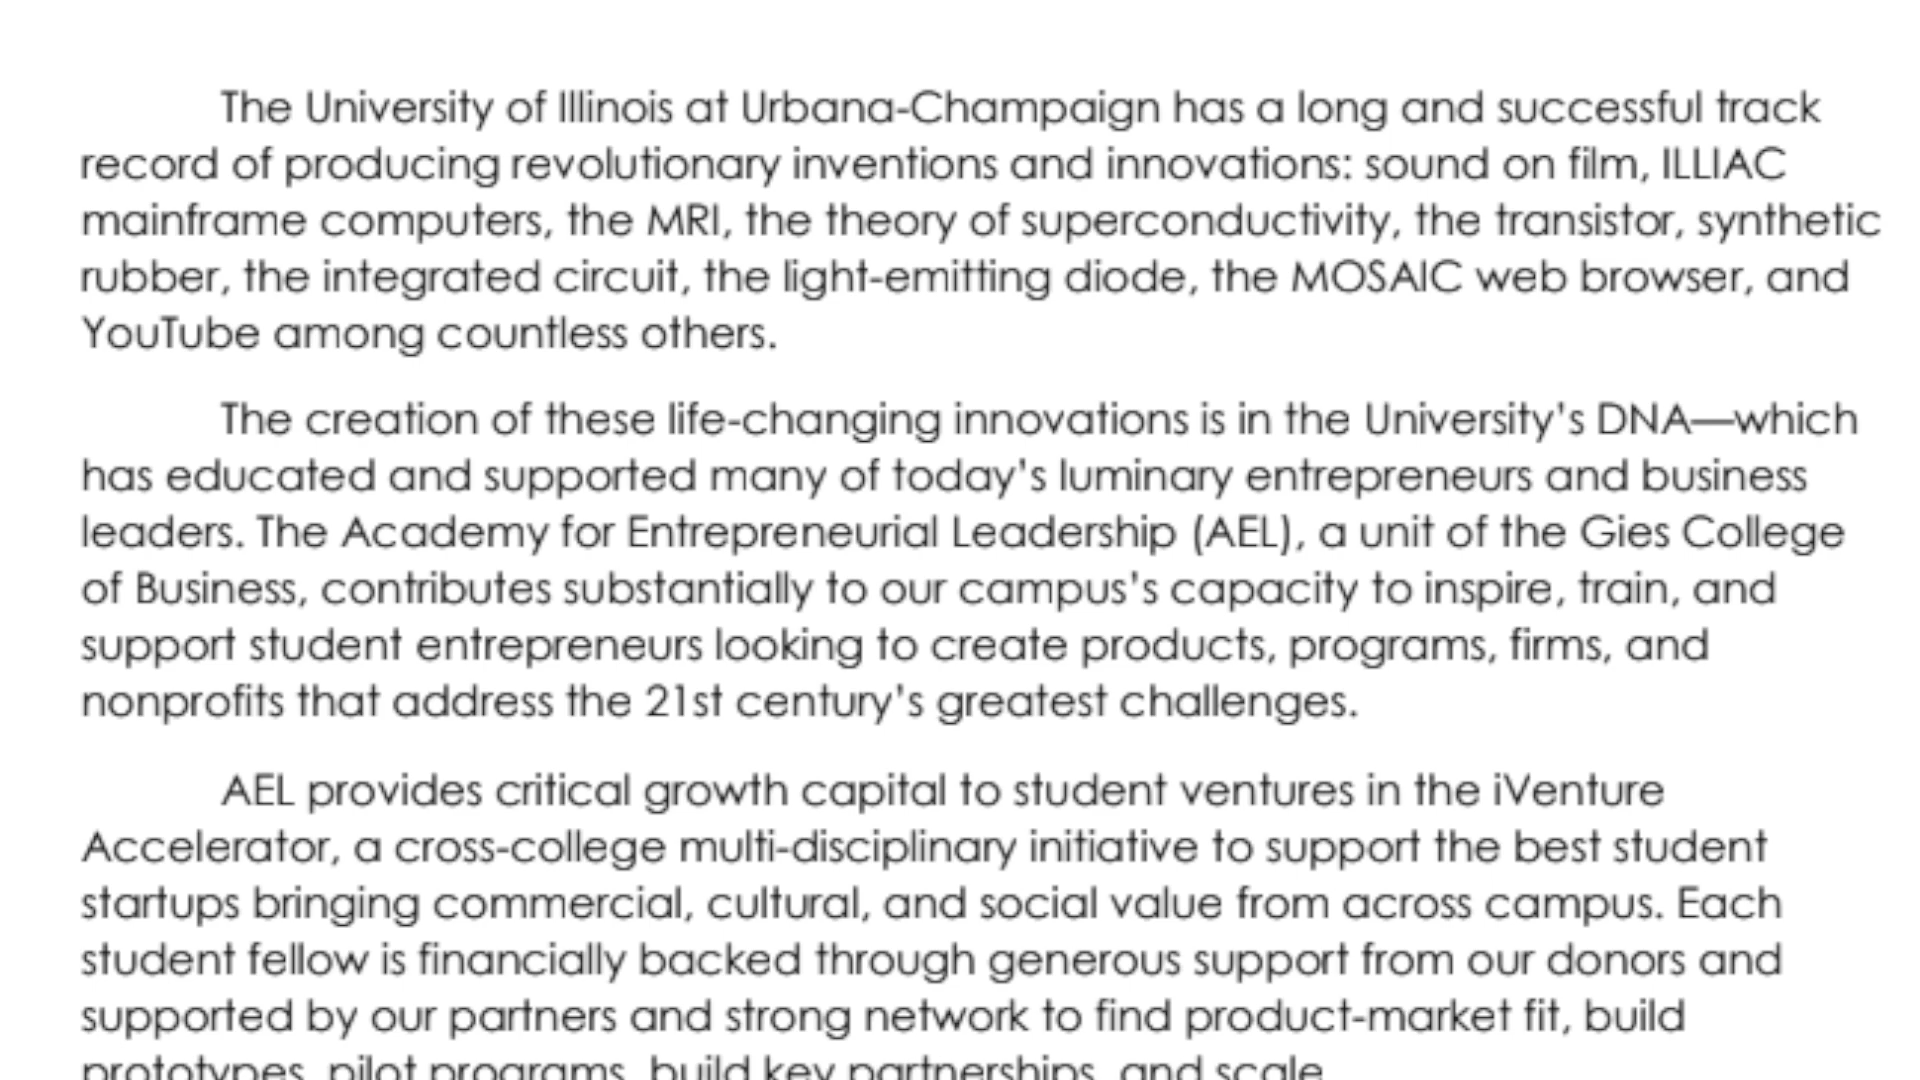 The University of Illinois at Urbana-Champaign has a long and successful track
record of producing revolutionary inventions and innovations: sound on film, ILLIAC
mainframe computers, the MRI, the theory of superconductivity, the transistor, synthetic
rubber, the integrated circuit, the light-emitting diode, the MOSAIC web browser, and
YouTube among countless others.
The creation of these life-changing innovations is in the University's DNA—which
has educated and supported many of today's luminary entrepreneurs and business
leaders. The Academy for Entrepreneurial Leadership (AEL), a unit of the Gies College
of Business, contributes substantially to our campus's capacity to inspire, train, and
support student entrepreneurs looking to create products, programs, firms, and
nonprofits that address the 21st century's greatest challenges.
AEL provides critical growth capital to student ventures in the iVenture
Accelerator, a cross-college multi-disciplinary initiative to support the best student
startups bringing commercial, cultural, and social value from across campus. Each
student fellow is financially backed through generous support from our donors and
supported by our partners and strong network to find product-market fit, build
prototypes, pilot programs, build key partnerships, and scale.